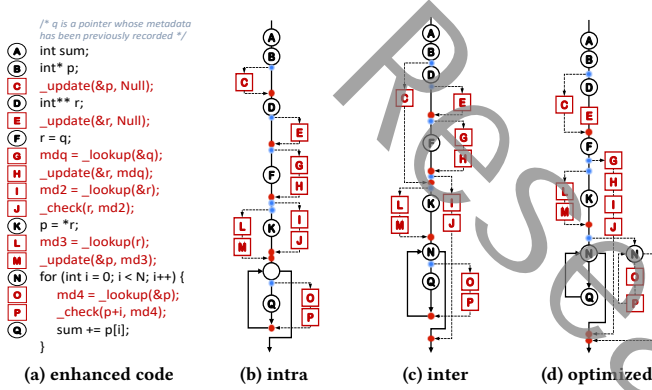 /* q is a pointer whose metadata
has been previously recorded */
A int sum;
B int* p;
C _update(&p, Null);
D int** r;
E _update(&r, Null);
F r = q;
G mdq = _lookup(&q);
H _update(&r, mdq);
I md2 = _lookup(&r);
J _check(r, md2);
K p = *r;
L md3 = _lookup(r);
M _update(&p, md3);
N for (int i = 0; i < N; i++) {
O md4 = _lookup(&p);
P _check(p+i, md4);
Q sum += p[i];
}
(a) enhanced code
A
B
C
D
E
G
F
H
L
I
K
M
J
O
Q
P
(b) intra
A
B
D
C
E
G
F
H
L
I
K
M
J
N
O
Q
P
(c) inter
A
B
D
C
E
F
G
H
L
K
I
M
J
N
N
O
Q
P
(d) optimized
Rese